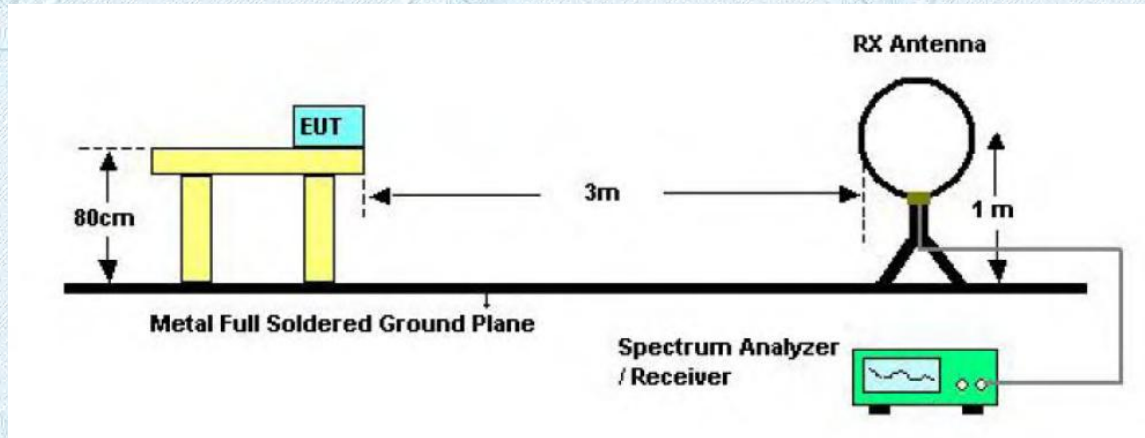 RX Antenna
EUT
3m
80cm
1 m
Metal Full Soldered Ground Plane
Spectrum Analyzer
/ Receiver